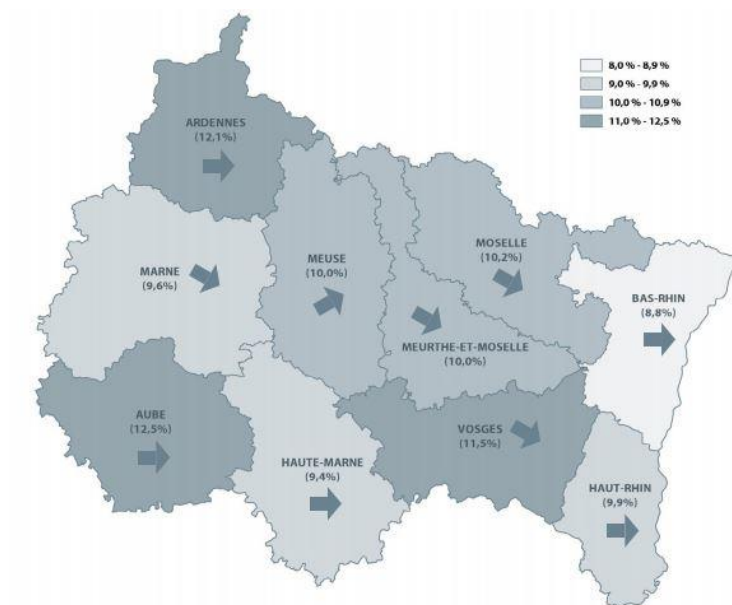 8,0 % - 8,9 %
9,0 % - 9,9 %
10,0 % - 10,9 %
11,0 % - 12,5 %
ARDENNES
(12,1%)
MARNE
(9,6%)
MEUSE
(10,0%)
MOSELLE
(10,2%)
BAS-RHIN
(8,8%)
MEURTHE-ET-MOSELLE
(10,0%)
AUBE
(12,5%)
VOSGES
(11,5%)
HAUTE-MARNE
(9,4%)
HAUT-RHIN
(9,9%)